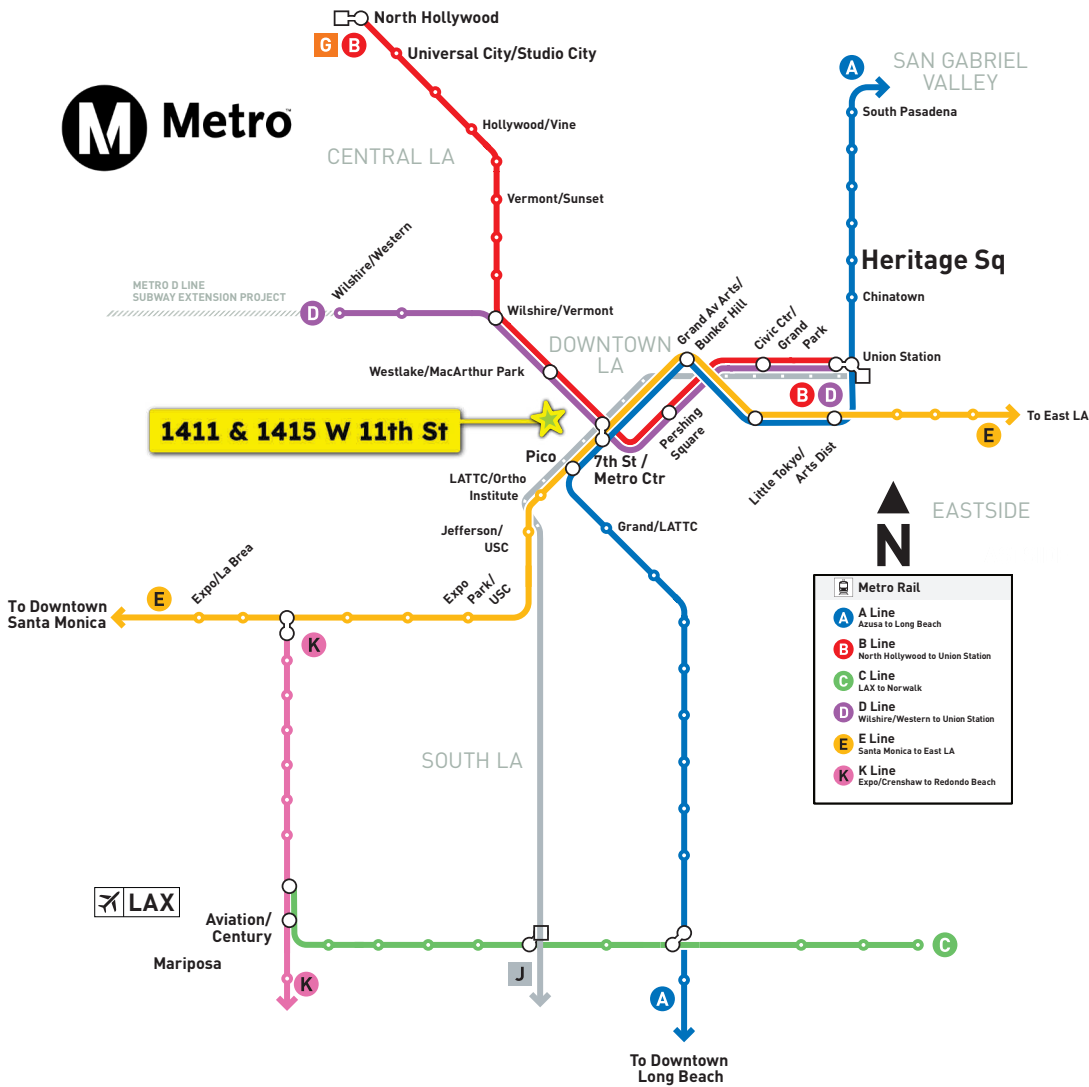 North Hollywood
G B
Universal City/Studio City
A
SAN GABRIEL
VALLEY
M Metro™
South Pasadena
Hollywood/Vine
CENTRAL LA
Vermont/Sunset
Wilshire/Western
Heritage Sq
METRO D LINE
SUBWAY EXTENSION PROJECT
D
Chinatown
Wilshire/Vermont
Grand Av Arts/
Bunker Hill
Civic Ctr/
Grand
Park
DOWNTOWN
LA
Union Station
Westlake/MacArthur Park
B D
1411 & 1415 W 11th St
To East LA
E
Pershing
Square
Pico
7th St /
Metro Ctr
Little Tokyo/
Arts Dist
LATTC/Ortho
Institute
N
EASTSIDE
Jefferson/
USC
Grand/LATTC
Expo/La Brea
Expo
Park/
USC
To Downtown
Santa Monica
E
K
Metro Rail
A A Line
Azusa to Long Beach
B B Line
North Hollywood to Union Station
C C Line
LAX to Norwalk
D D Line
Wilshire/Western to Union Station
E E Line
Santa Monica to East LA
K K Line
Expo/Crenshaw to Redondo Beach
SOUTH LA
LAX
Aviation/
Century
Mariposa
C
J
K
A
To Downtown
Long Beach